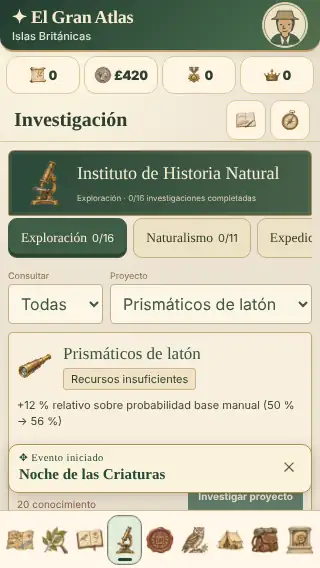 ✦ El Gran Atlas
Islas Británicas
0
£420
0
0
Investigación
Instituto de Historia Natural
Exploración · 0/16 investigaciones completadas
Exploración 0/16
Naturalismo 0/11
Expedic
Consultar
Proyecto
Todas
Prismáticos de latón
Prismáticos de latón
Recursos insuficientes
+12 % relativo sobre probabilidad base manual (50 %
→ 56 %)
✥ Evento iniciado
Noche de las Criaturas
20 conocimiento
Investigar proyecto